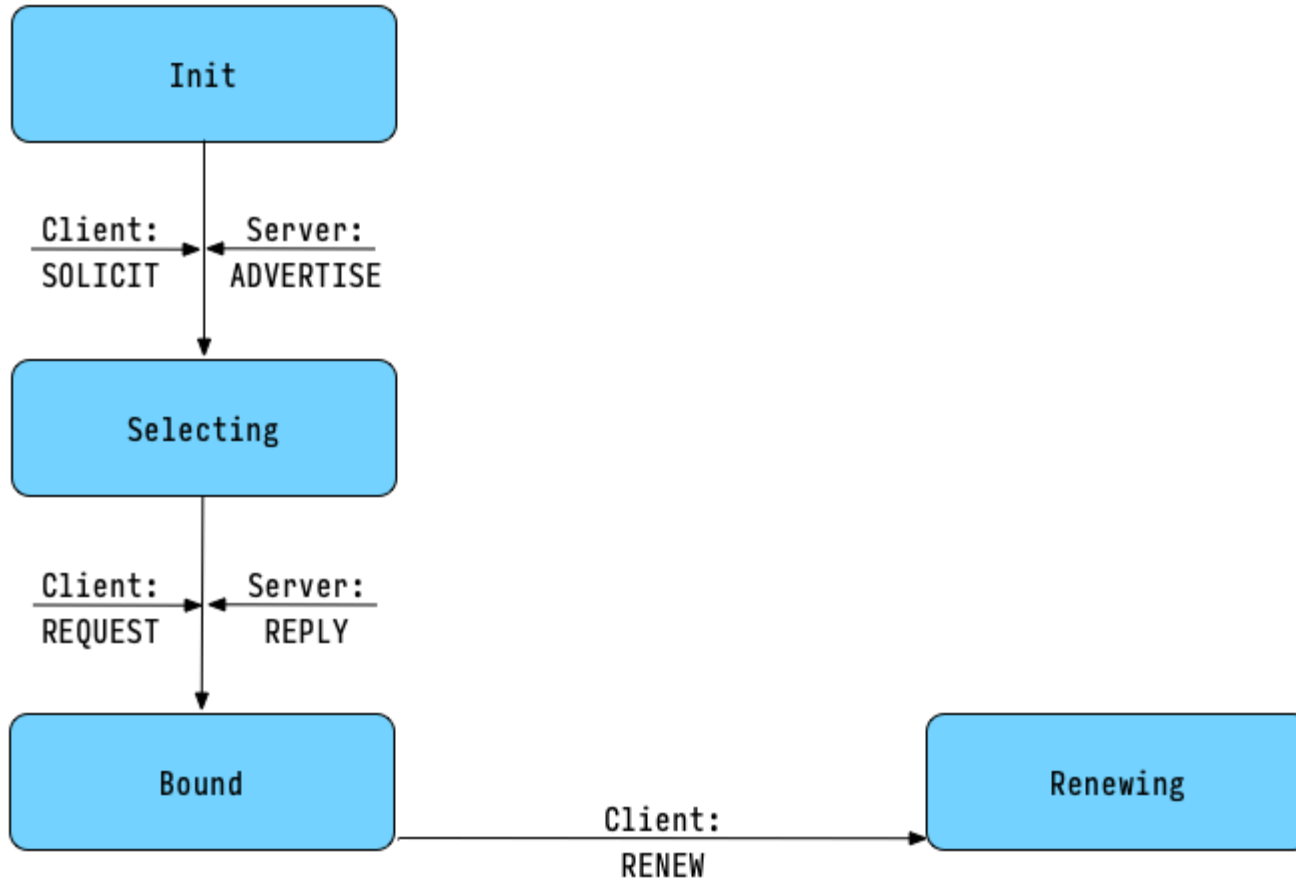 Init
Client:
SOLICIT
Server:
ADVERTISE
Selecting
Client:
REQUEST
Server:
REPLY
Bound
Client:
RENEW
Renewing